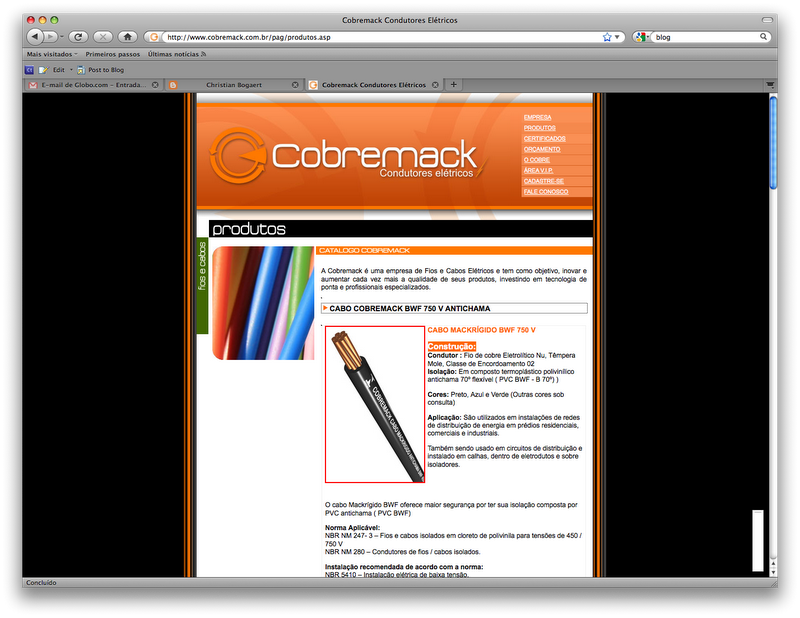 Cobremack Condutores Elétricos
http://www.cobremack.com.br/pag/produtos.asp
blog
Mais visitados
Primeiros passos
Últimas notícias
Edit
Post to Blog
E-mail de Globo.com – Entrada...
Christian Bogaert
Cobremack Condutores Elétricos
Cobremack
Condutores elétricos
EMPRESA
PRODUTOS
CERTIFICADOS
ORÇAMENTO
O COBRE
ÁREA V.I.P.
CADASTRE-SE
FALE CONOSCO
produtos
fios e cabos
CATALOGO COBREMACK
A Cobremack é uma empresa de Fios e Cabos Elétricos e tem como objetivo, inovar e
aumentar cada vez mais a qualidade de seus produtos, investindo em tecnologia de
ponta e profissionais especializados.
CABO COBREMACK BWF 750 V ANTICHAMA
COBREMACK CABO MACKRÍGIDO ANTICHAMA
CABO MACKRÍGIDO BWF 750 V
Construção:
Condutor : Fio de cobre Eletrolítico Nu, Têmpera
Mole, Classe de Encordoamento 02
Isolação: Em composto termoplástico polivinílico
antichama 70º flexível ( PVC BWF - B 70º) )
Cores: Preto, Azul e Verde (Outras cores sob
consulta)
Aplicação: São utilizados em instalações de redes
de distribuição de energia em prédios residenciais,
comerciais e industriais.
Também sendo usado em circuitos de distribuição e
instalado em calhas, dentro de eletrodutos e sobre
isoladores.
O cabo Mackrígido BWF oferece maior segurança por ter sua isolação composta por
PVC antichama ( PVC BWF)
Norma Aplicável:
NBR NM 247- 3 – Fios e cabos isolados em cloreto de polivinila para tensões de 450 /
750 V
NBR NM 280 – Condutores de fios / cabos isolados.
Instalação recomendada de acordo com a norma:
NBR 5410 – Instalação elétrica de baixa tensão.
Concluído